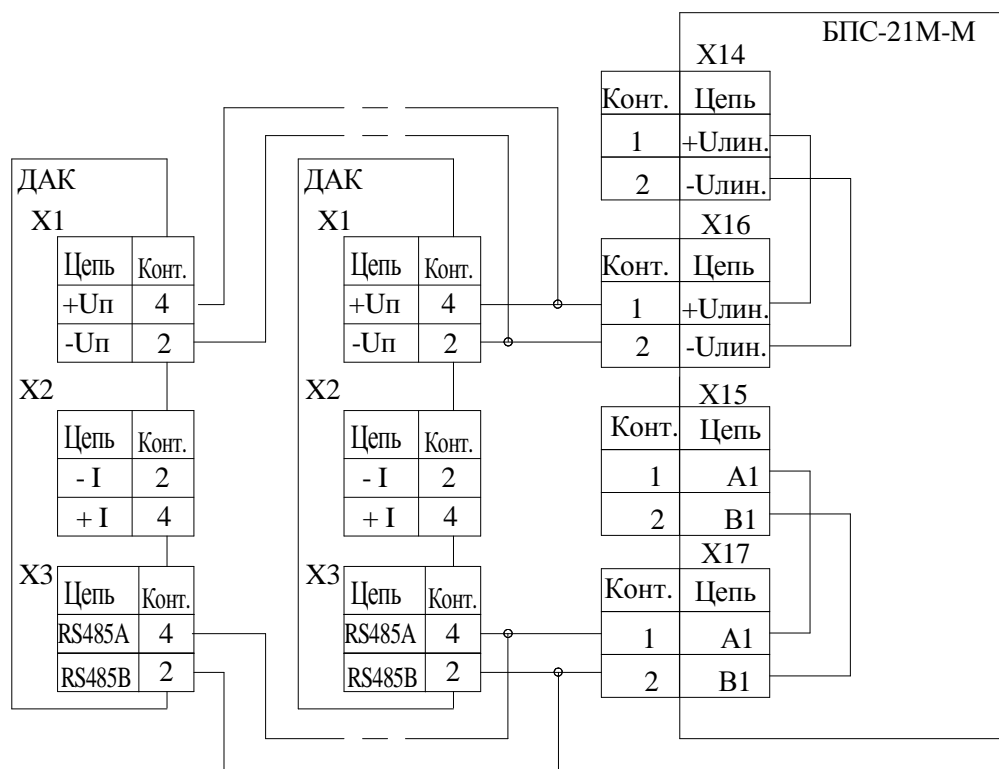 БПС-21М-М
X14
Конт. Цепь
1 +Uлин.
2 -Uлин.
X16
Конт. Цепь
1 +Uлин.
2 -Uлин.
X15
Конт. Цепь
1 A1
2 B1
X17
Конт. Цепь
1 A1
2 B1
ДАК
X1
Цепь Конт.
+Uп 4
-Uп 2
X2
Цепь Конт.
- I 2
+ I 4
X3
Цепь Конт.
RS485A 4
RS485B 2
ДАК
X1
Цепь Конт.
+Uп 4
-Uп 2
X2
Цепь Конт.
- I 2
+ I 4
X3
Цепь Конт.
RS485A 4
RS485B 2